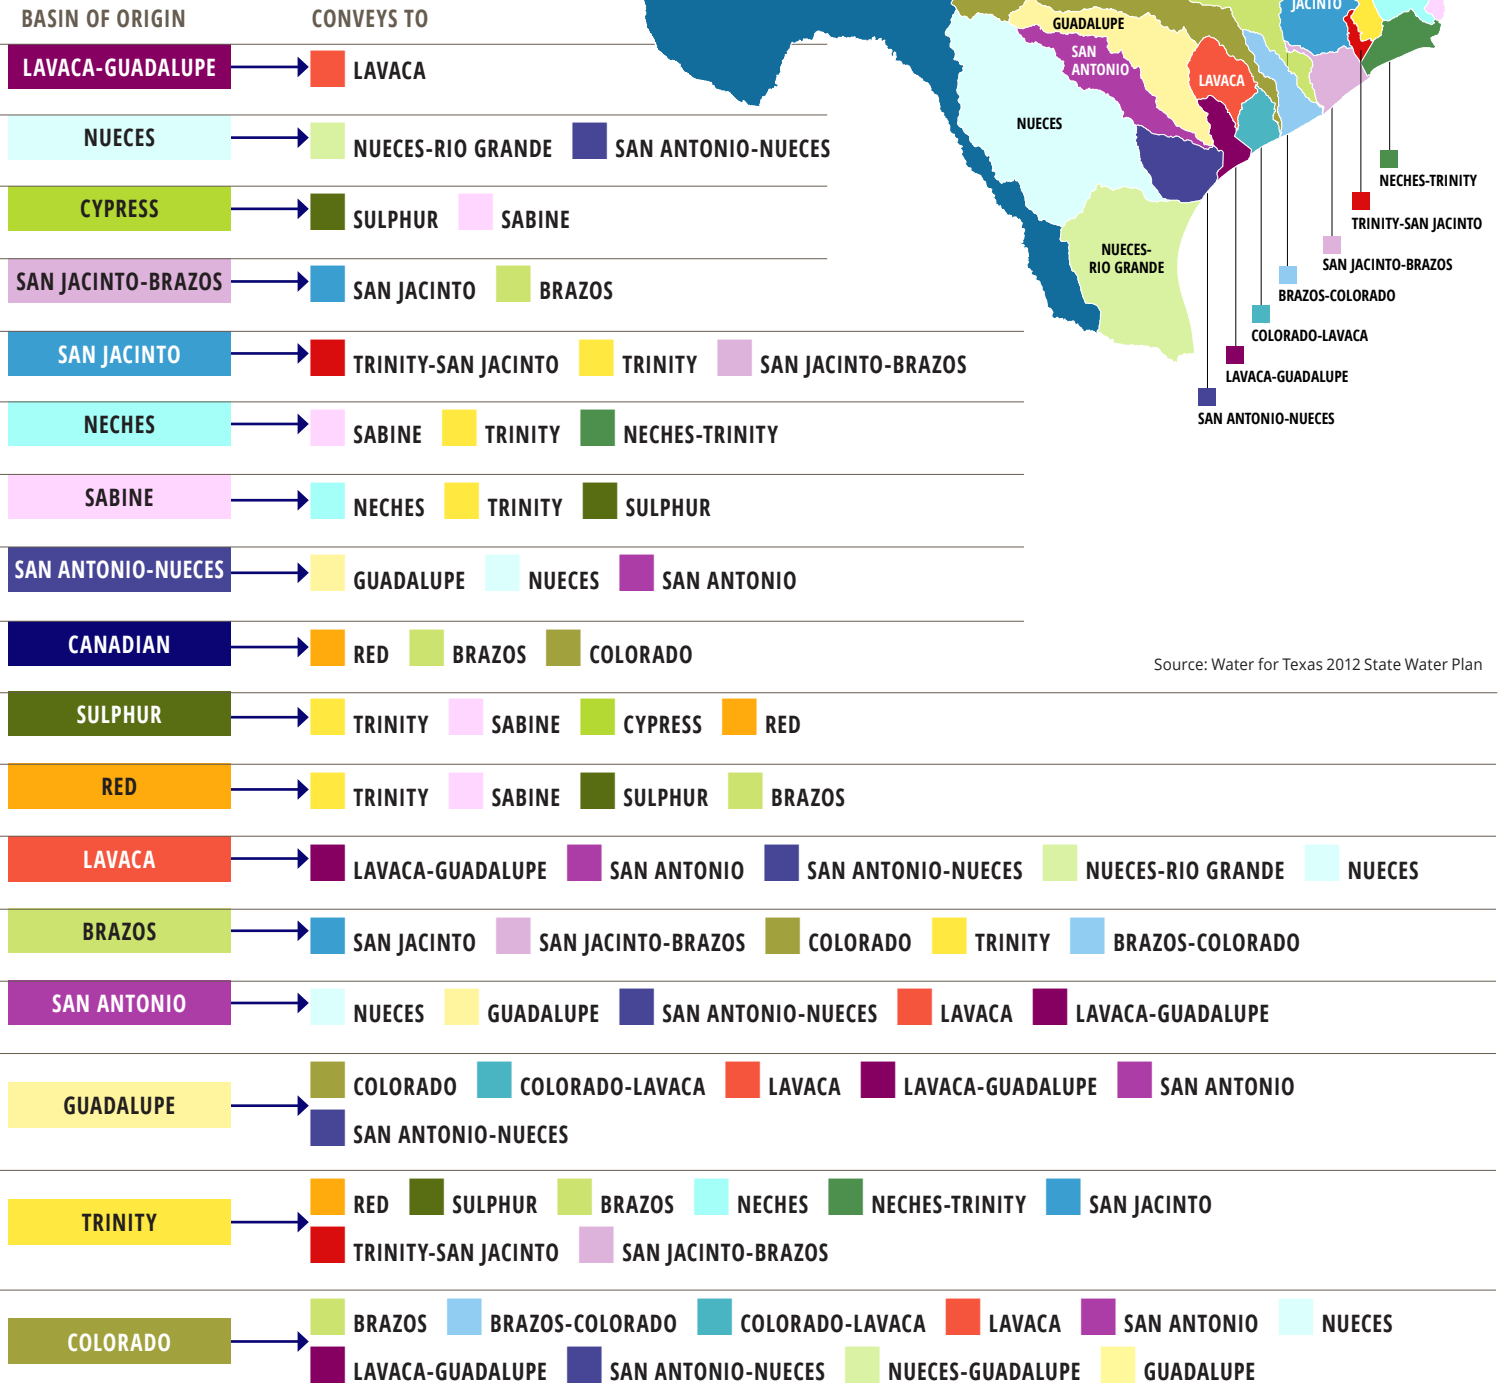 BASIN OF ORIGIN CONVEYS TO
LAVACA-GUADALUPE LAVACA
NUECES NUECES-RIO GRANDE SAN ANTONIO-NUECES
CYPRESS SULPHUR SABINE
SAN JACINTO-BRAZOS SAN JACINTO BRAZOS
SAN JACINTO TRINITY-SAN JACINTO TRINITY SAN JACINTO-BRAZOS
NECHES SABINE TRINITY NECHES-TRINITY
SABINE NECHES TRINITY SULPHUR
SAN ANTONIO-NUECES GUADALUPE NUECES SAN ANTONIO
CANADIAN RED BRAZOS COLORADO
SULPHUR TRINITY SABINE CYPRESS RED
RED TRINITY SABINE SULPHUR BRAZOS
LAVACA LAVACA-GUADALUPE SAN ANTONIO SAN ANTONIO-NUECES NUECES-RIO GRANDE NUECES
BRAZOS SAN JACINTO SAN JACINTO-BRAZOS COLORADO TRINITY BRAZOS-COLORADO
SAN ANTONIO NUECES GUADALUPE SAN ANTONIO-NUECES LAVACA LAVACA-GUADALUPE
GUADALUPE COLORADO COLORADO-LAVACA LAVACA LAVACA-GUADALUPE SAN ANTONIO
SAN ANTONIO-NUECES
TRINITY RED SULPHUR BRAZOS NECHES NECHES-TRINITY SAN JACINTO
TRINITY-SAN JACINTO SAN JACINTO-BRAZOS
COLORADO BRAZOS BRAZOS-COLORADO COLORADO-LAVACA LAVACA SAN ANTONIO NUECES
LAVACA-GUADALUPE SAN ANTONIO-NUECES NUECES-GUADALUPE GUADALUPE
JACINTO
GUADALUPE
SAN
ANTONIO
LAVACA
NUECES
NUECES-
RIO GRANDE
NECHES-TRINITY
TRINITY-SAN JACINTO
SAN JACINTO-BRAZOS
BRAZOS-COLORADO
COLORADO-LAVACA
LAVACA-GUADALUPE
SAN ANTONIO-NUECES
Source: Water for Texas 2012 State Water Plan